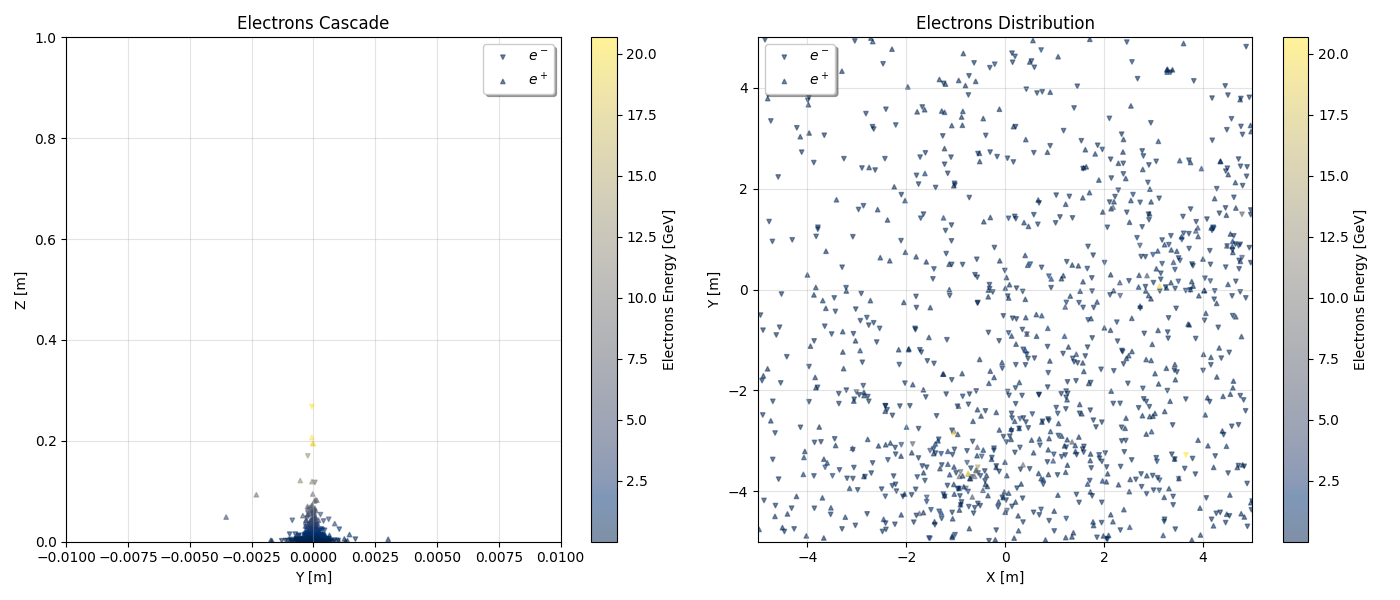 Electrons Cascade
1.0
0.8
0.6
0.4
0.2
0.0
Z [m]
e⁻
e⁺
−0.0100 −0.0075 −0.0050 −0.0025 0.0000 0.0025 0.0050 0.0075 0.0100
Y [m]
20.0
17.5
15.0
12.5
10.0
7.5
5.0
2.5
Electrons Energy [GeV]
Electrons Distribution
4
2
0
−2
−4
Y [m]
e⁻
e⁺
−4 −2 0 2 4
X [m]
20.0
17.5
15.0
12.5
10.0
7.5
5.0
2.5
Electrons Energy [GeV]